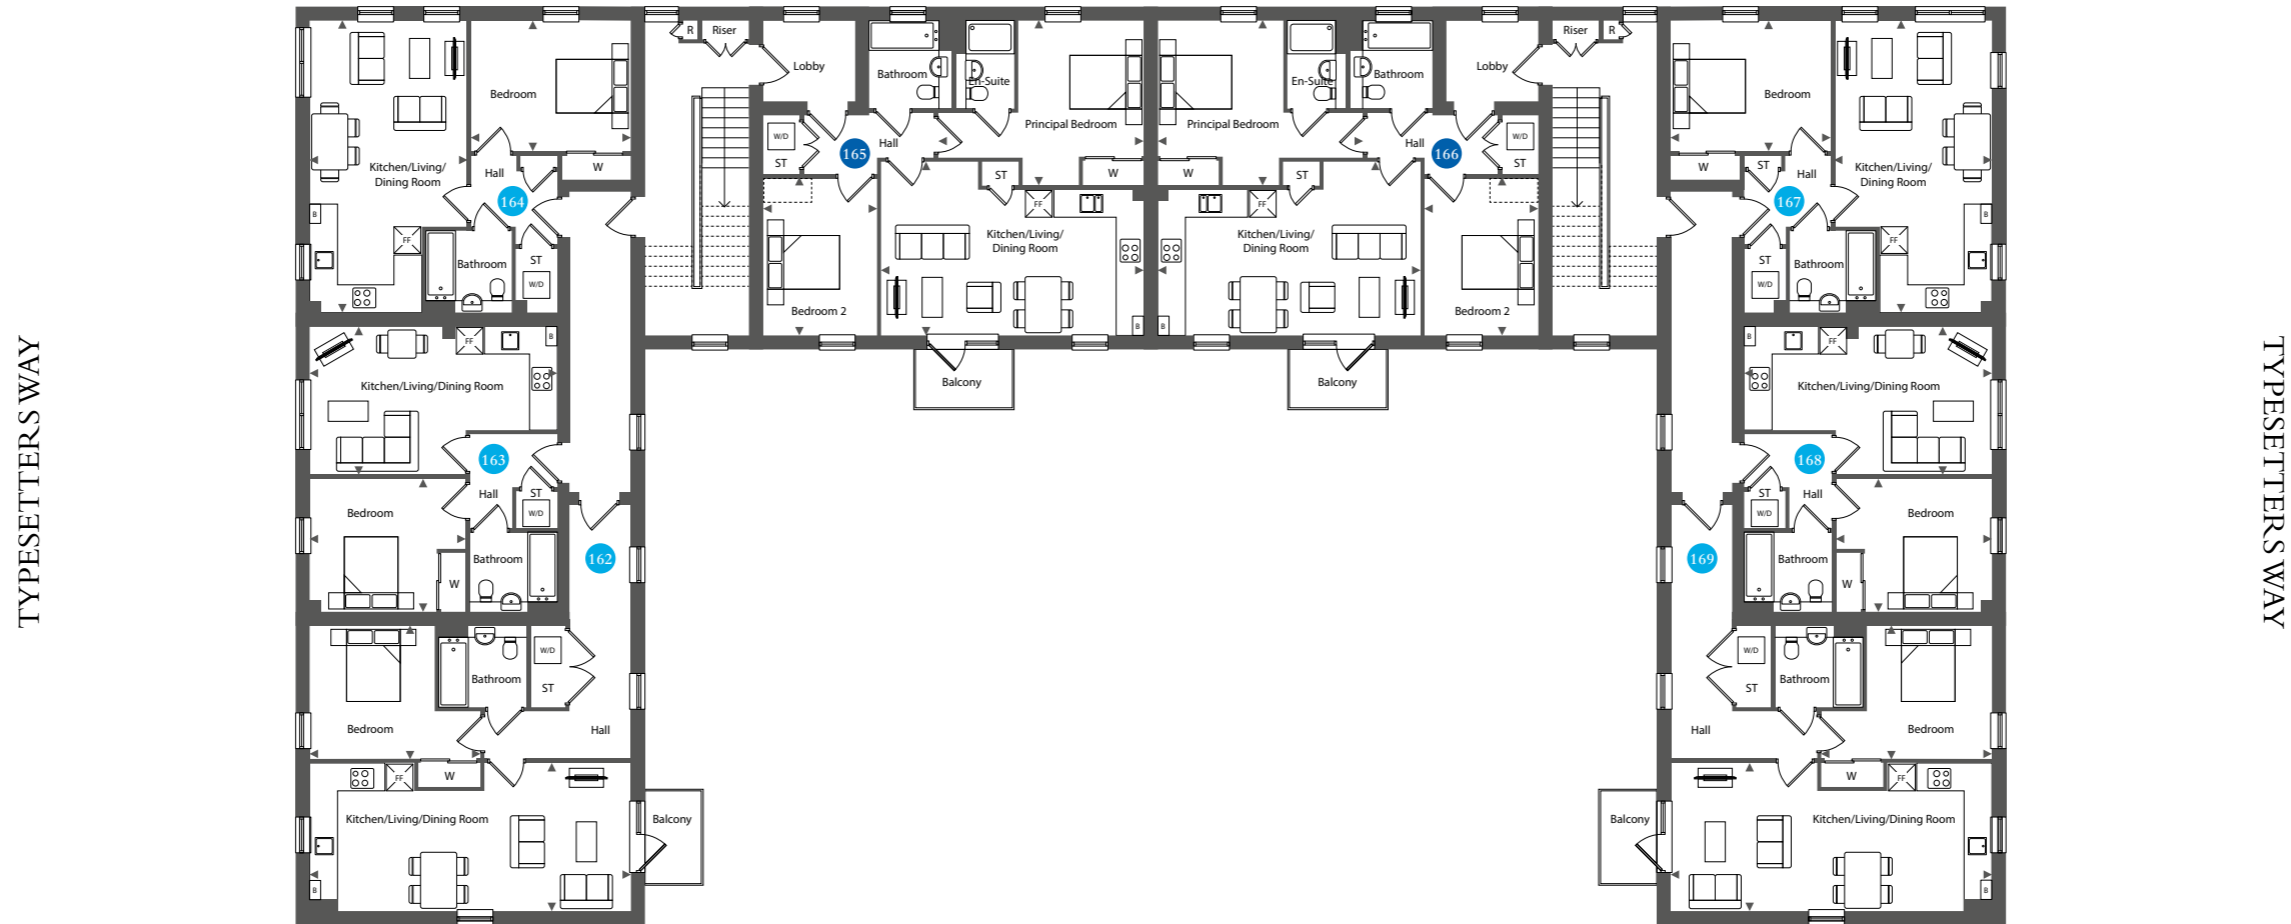 TYPESETTERS WAY
Kitchen/Living/
Dining Room
B
FF
Bedroom
W
Hall
164
Bathroom
ST
W/D
R
Riser
Lobby
W/D
ST
165
Bathroom
En-Suite
Hall
Principal Bedroom
W
ST
FF
Bedroom 2
Kitchen/Living/
Dining Room
B
Balcony
Principal Bedroom
W
En-Suite
Bathroom
Lobby
Hall
166
W/D
ST
ST
FF
Kitchen/Living/
Dining Room
B
Bedroom 2
Balcony
Riser
R
Bedroom
W
ST
Hall
167
Kitchen/Living/
Dining Room
B
FF
ST
W/D
Bathroom
FF
B
Kitchen/Living/Dining Room
163
Hall
ST
W/D
Bedroom
W
Bathroom
162
B
FF
Kitchen/Living/Dining Room
168
Hall
ST
W/D
Bathroom
Bedroom
W
169
Bedroom
Bathroom
W/D
ST
Hall
W
FF
Kitchen/Living/Dining Room
B
Balcony
W/D
ST
Bathroom
Bedroom
Hall
W
FF
Kitchen/Living/Dining Room
B
Balcony
TYPESETTERS WAY